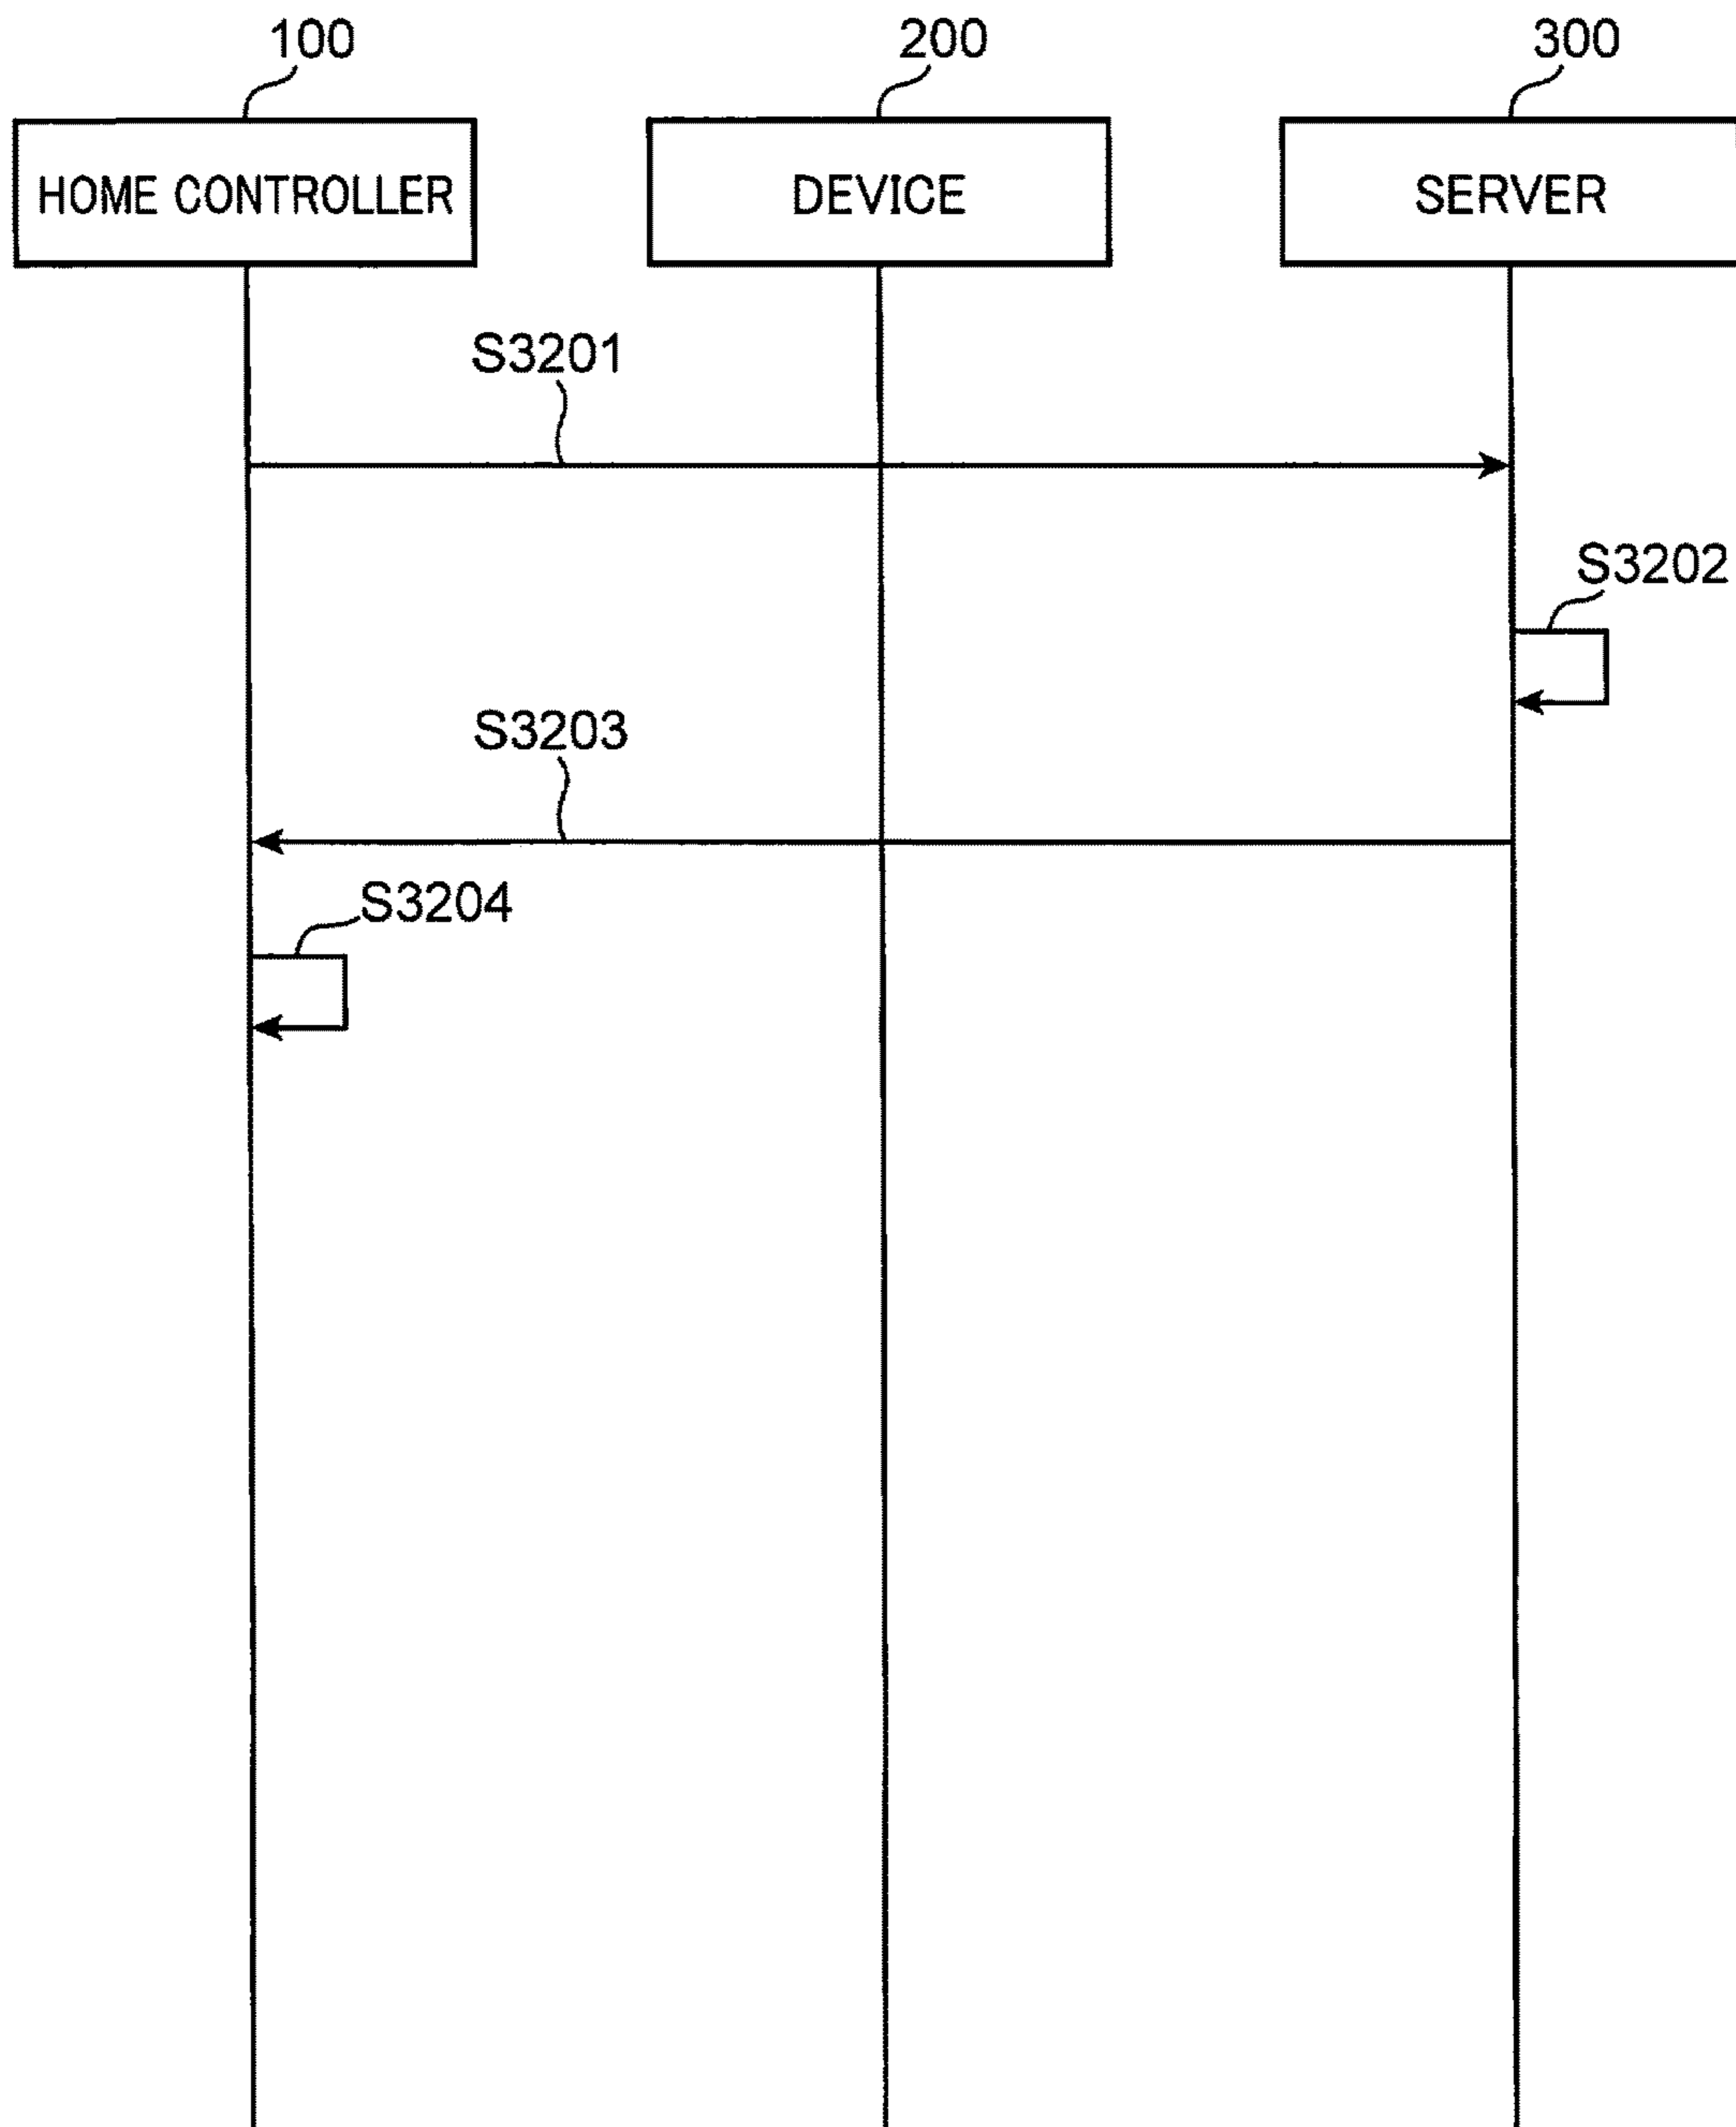 100
200
300
HOME CONTROLLER
DEVICE
SERVER
S3201
S3202
S3203
S3204